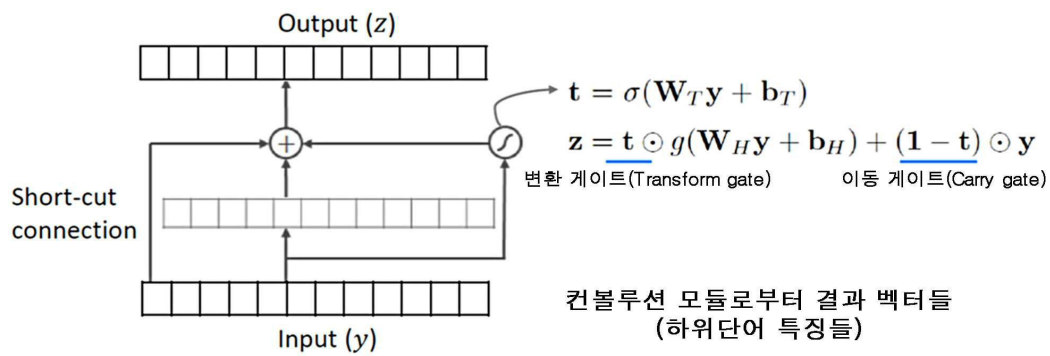 Output (z)
t = σ(W_T y + b_T)
z = t ⊙ g(W_H y + b_H) + (1 − t) ⊙ y
변환 게이트(Transform gate)
이동 게이트(Carry gate)
Short-cut
connection
컨볼루션 모듈로부터 결과 벡터들
(하위단어 특징들)
Input (y)